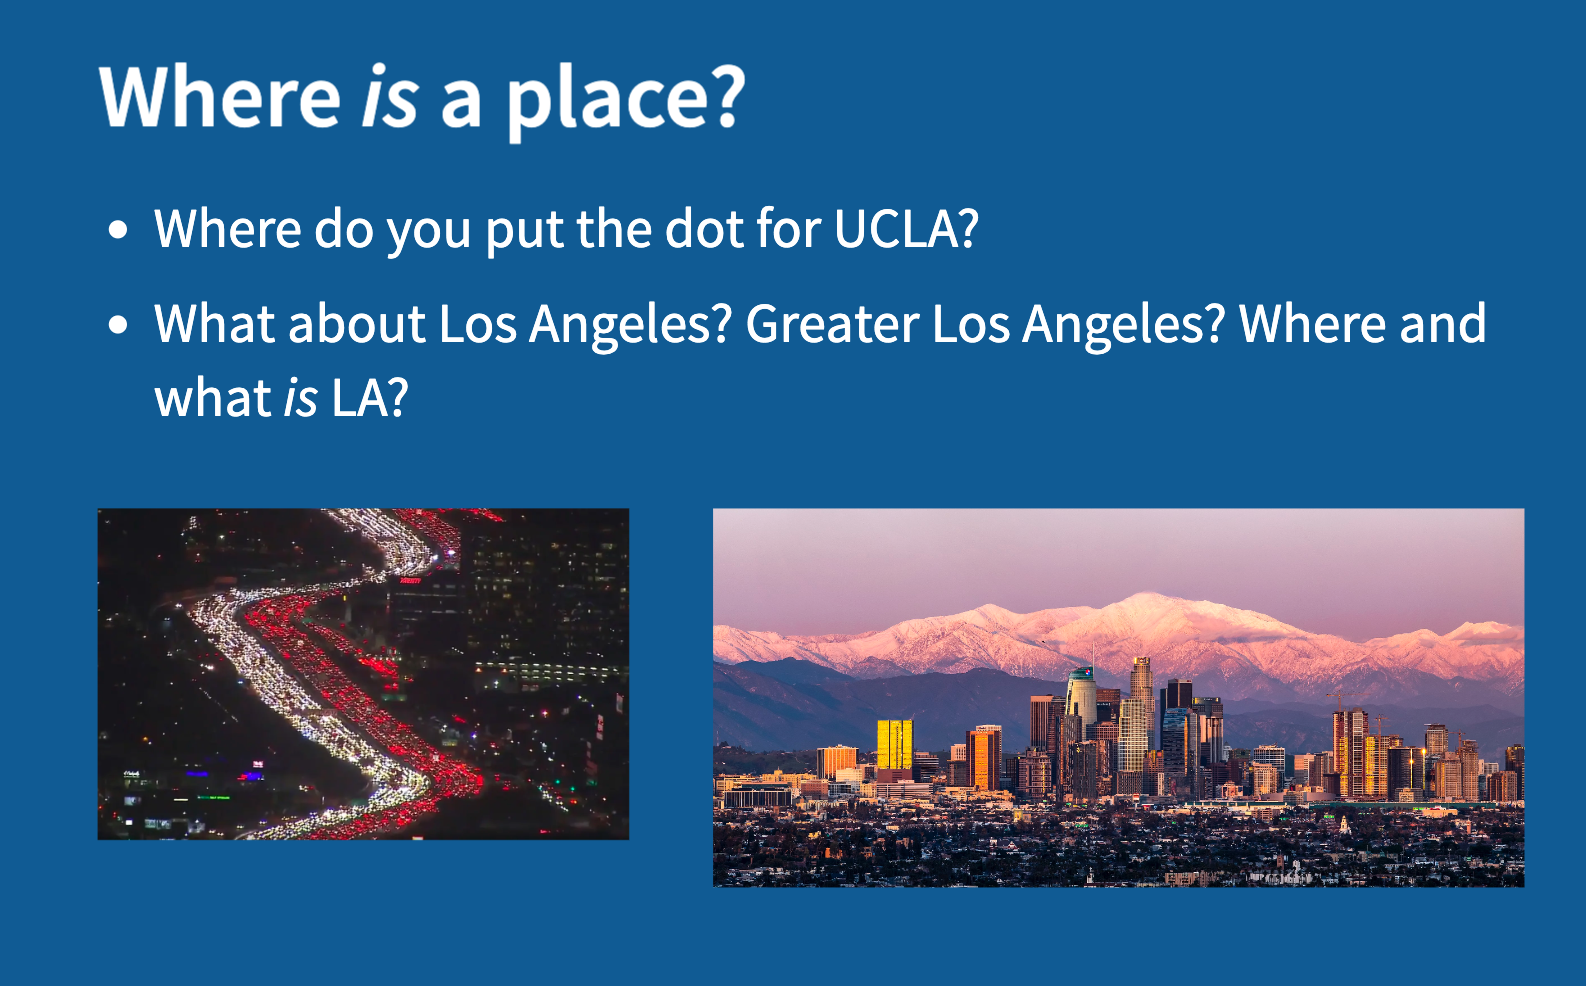 Where is a place?
Where do you put the dot for UCLA?
What about Los Angeles? Greater Los Angeles? Where and
what is LA?
VARIETY